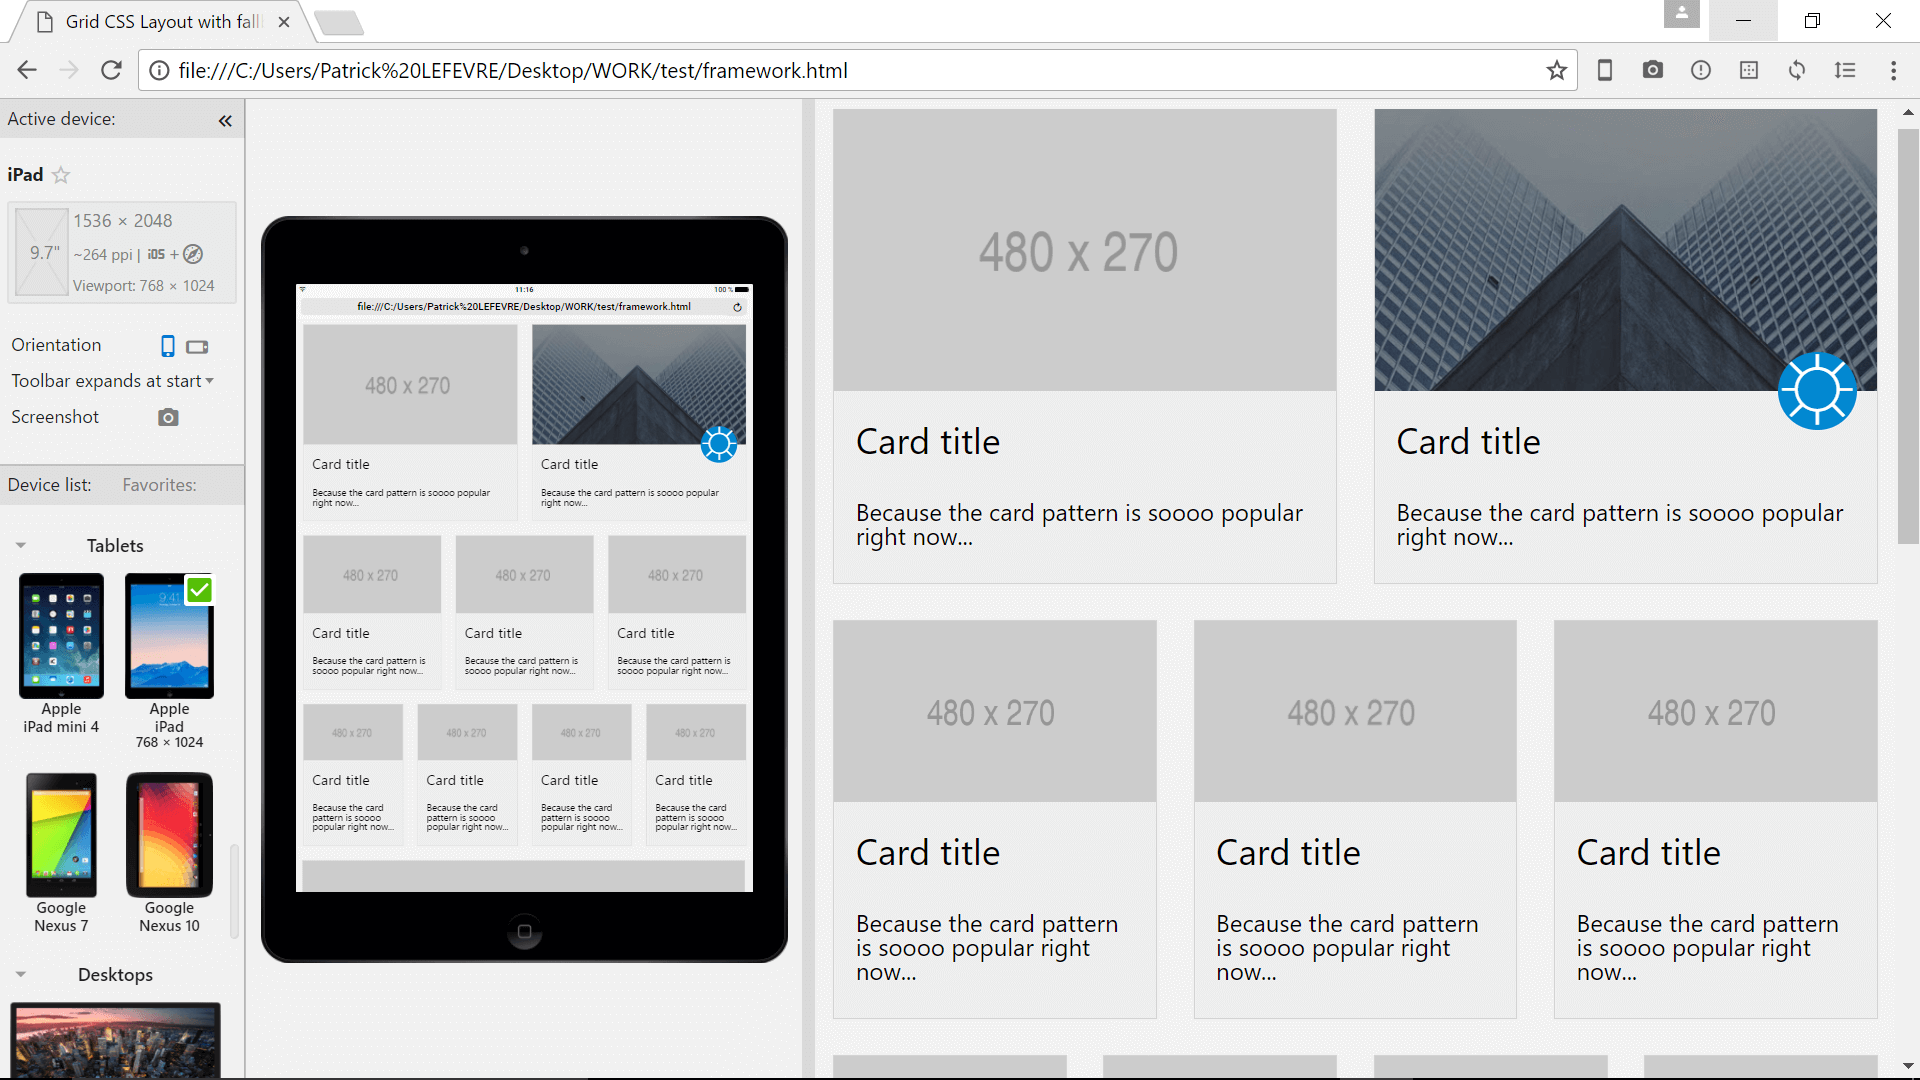 Grid CSS Layout with fall
file:///C:/Users/Patrick%20LEFEVRE/Desktop/WORK/test/framework.html
Active device:
iPad
9.7"
1536 × 2048
~264 ppi | iOS +
Viewport: 768 × 1024
Orientation
Toolbar expands at start
Screenshot
Device list: Favorites:
Tablets
Apple
iPad mini 4
9:41
Apple
iPad
768 × 1024
Google
Nexus 7
Google
Nexus 10
Desktops
11:16
100 %
file:///C:/Users/Patrick%20LEFEVRE/Desktop/WORK/test/framework.html
480 x 270
Card title
Because the card pattern is soooo popular
right now...
Card title
Because the card pattern is soooo popular
right now...
480 x 270
Card title
Because the card pattern is
soooo popular right now...
480 x 270
Card title
Because the card pattern is
soooo popular right now...
480 x 270
Card title
Because the card pattern is
soooo popular right now...
480 x 270
Card title
Because the card
pattern is soooo
popular right now...
480 x 270
Card title
Because the card
pattern is soooo
popular right now...
480 x 270
Card title
Because the card
pattern is soooo
popular right now...
480 x 270
Card title
Because the card
pattern is soooo
popular right now...
480 x 270
Card title
Because the card pattern is soooo popular
right now...
Card title
Because the card pattern is soooo popular
right now...
480 x 270
Card title
Because the card pattern
is soooo popular right
now...
480 x 270
Card title
Because the card pattern
is soooo popular right
now...
480 x 270
Card title
Because the card pattern
is soooo popular right
now...